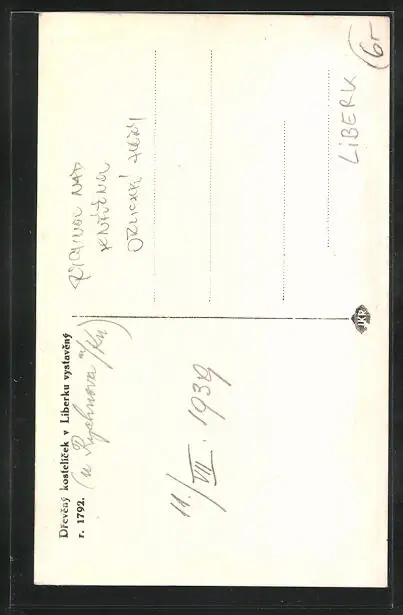 Dřevěný kostelíček v Liberku vystavěný
r. 1792. (u Rychnova n/Kn)
11./VII. 1939
RYCHNOV NAD
KNĚŽNOU
ORLICKÉ HORY
LIBERK
6,-